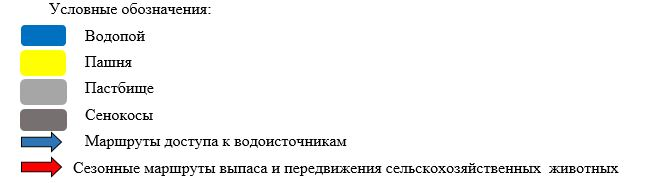 Условные обозначения:
Водопой
Пашня
Пастбище
Сенокосы
Маршруты доступа к водоисточникам
Сезонные маршруты выпаса и передвижения сельскохозяйственных животных